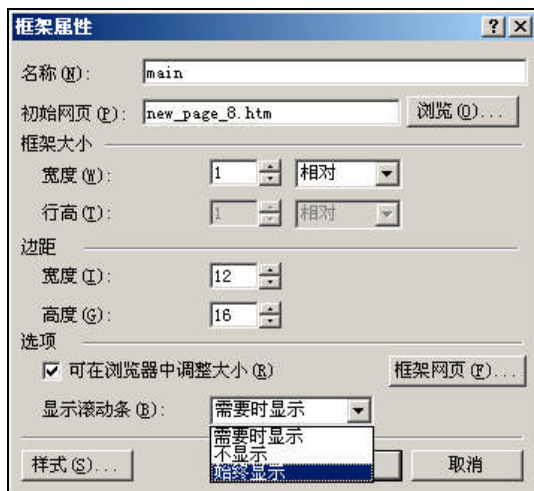 框架属性
名称(N): main
初始网页(P): new_page_8.htm 浏览(O)...
框架大小
宽度(W): 1 相对
行高(T): 1 相对
边距
宽度(I): 12
高度(G): 16
选项
可在浏览器中调整大小(R) 框架网页(F)...
显示滚动条(B): 需要时显示
需要时显示
不显示
始终显示
样式(S)... 取消